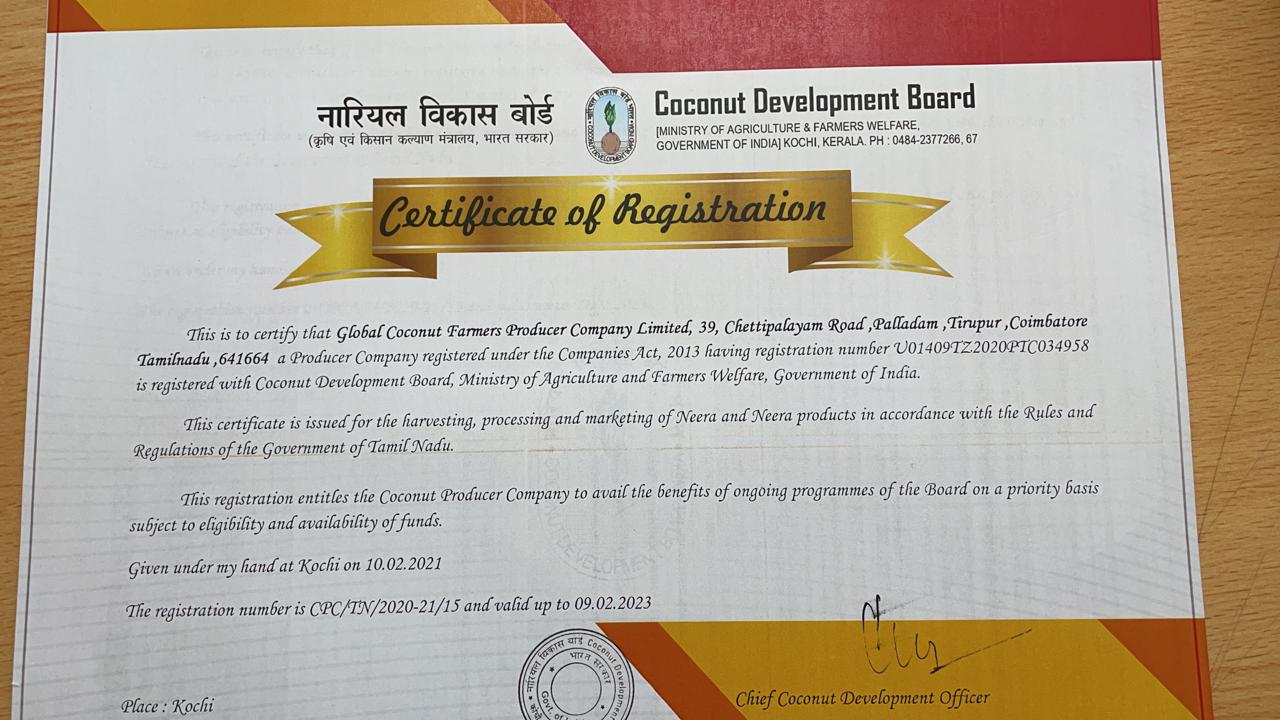 नारियल विकास बोर्ड
(कृषि एवं किसान कल्याण मंत्रालय, भारत सरकार)
Coconut Development Board
[MINISTRY OF AGRICULTURE & FARMERS WELFARE,
GOVERNMENT OF INDIA] KOCHI, KERALA. PH : 0484-2377266, 67
Certificate of Registration
This is to certify that Global Coconut Farmers Producer Company Limited, 39, Chettipalayam Road ,Palladam ,Tirupur ,Coimbatore
Tamilnadu ,641664 a Producer Company registered under the Companies Act, 2013 having registration number U01409TZ2020PTC034958
is registered with Coconut Development Board, Ministry of Agriculture and Farmers Welfare, Government of India.
This certificate is issued for the harvesting, processing and marketing of Neera and Neera products in accordance with the Rules and
Regulations of the Government of Tamil Nadu.
This registration entitles the Coconut Producer Company to avail the benefits of ongoing programmes of the Board on a priority basis
subject to eligibility and availability of funds.
Given under my hand at Kochi on 10.02.2021
The registration number is CPC/TN/2020-21/15 and valid up to 09.02.2023
नारियल विकास बोर्ड Coconut Development
भारत सरकार
Govt. of
Chief Coconut Development Officer
Place : Kochi